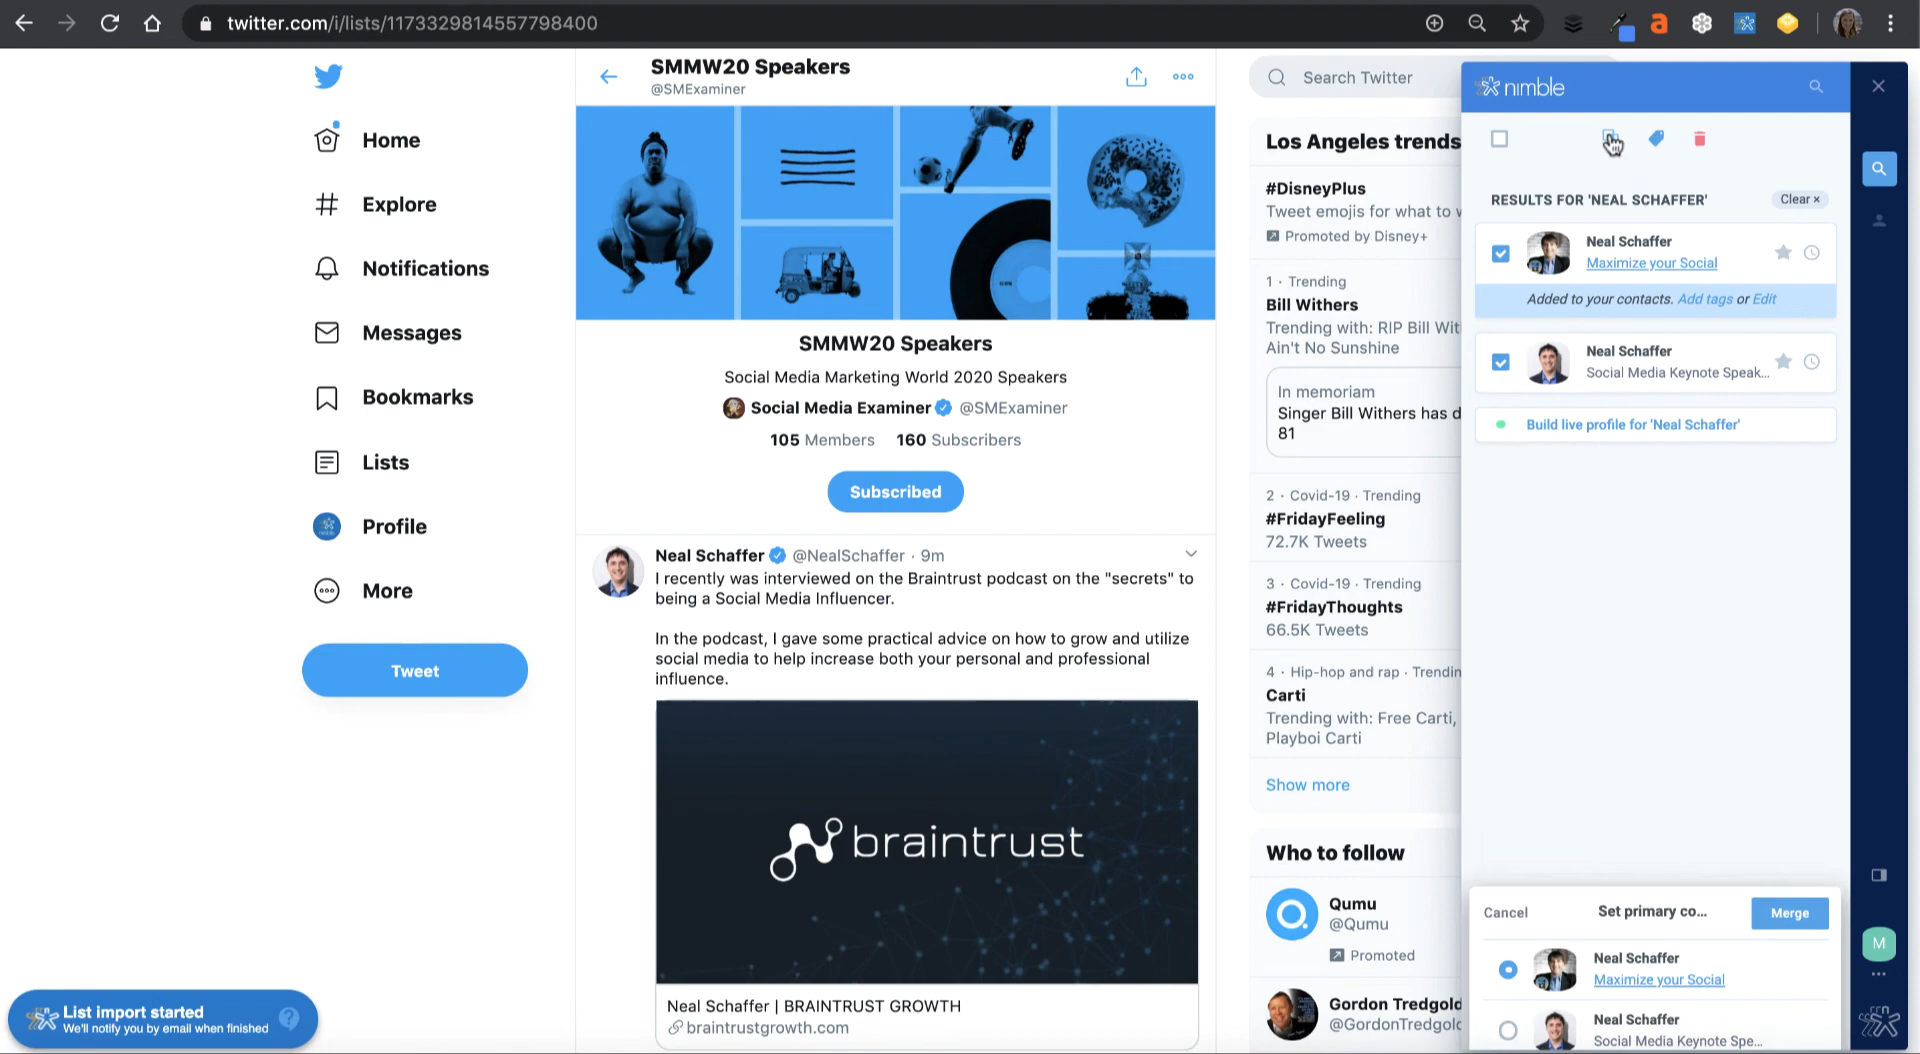 twitter.com/i/lists/1173329814557798400
Home
Explore
Notifications
Messages
Bookmarks
Lists
Profile
More
Tweet
List import started
We'll notify you by email when finished
SMMW20 Speakers
@SMExaminer
SMMW20 Speakers
Social Media Marketing World 2020 Speakers
Social Media Examiner @SMExaminer
105 Members 160 Subscribers
Subscribed
Neal Schaffer @NealSchaffer · 9m
I recently was interviewed on the Braintrust podcast on the "secrets" to
being a Social Media Influencer.
In the podcast, I gave some practical advice on how to grow and utilize
social media to help increase both your personal and professional
influence.
braintrust
Neal Schaffer | BRAINTRUST GROWTH
braintrustgrowth.com
Search Twitter
Los Angeles trends
#DisneyPlus
Tweet emojis for what to
Promoted by Disney+
1 · Trending
Bill Withers
Trending with: RIP Bill Wit
Ain't No Sunshine
In memoriam
Singer Bill Withers has d
81
2 · Covid-19 · Trending
#FridayFeeling
72.7K Tweets
3 · Covid-19 · Trending
#FridayThoughts
66.5K Tweets
4 · Hip-hop and rap · Trendin
Carti
Trending with: Free Carti,
Playboi Carti
Show more
Who to follow
Qumu
@Qumu
Promoted
Gordon Tredgold
@GordonTredgolc
nimble
RESULTS FOR 'NEAL SCHAFFER'
Clear ×
Neal Schaffer
Maximize your Social
Added to your contacts. Add tags or Edit
Neal Schaffer
Social Media Keynote Speak...
Build live profile for 'Neal Schaffer'
Cancel
Set primary co...
Merge
Neal Schaffer
Maximize your Social
Neal Schaffer
Social Media Keynote Spe...
M